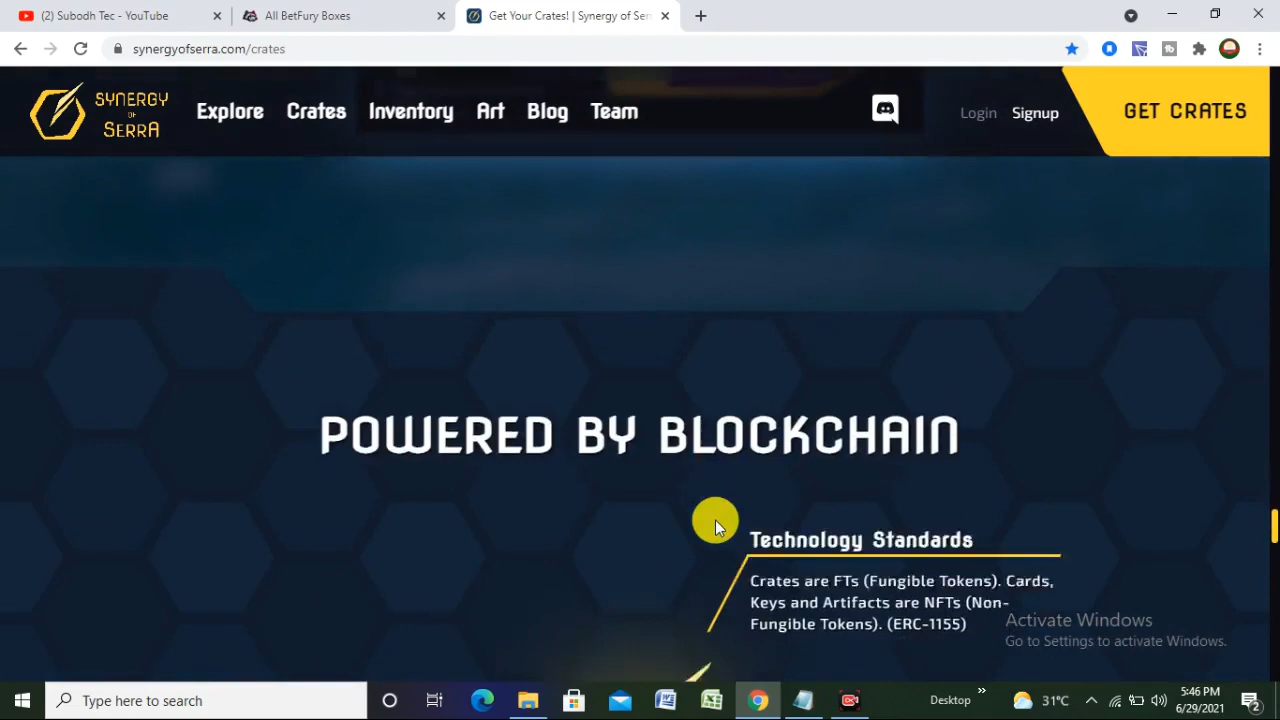 (2) Subodh Tec - YouTube
All BetFury Boxes
Get Your Crates! | Synergy of Ser
synergyofserra.com/crates
SYNERGY
OF
SERRA
Explore
Crates
Inventory
Art
Blog
Team
Login
Signup
GET CRATES
POWERED BY BLOCKCHAIN
Technology Standards
Crates are FTs (Fungible Tokens). Cards,
Keys and Artifacts are NFTs (Non-
Fungible Tokens). (ERC-1155)
Activate Windows
Go to Settings to activate Windows.
Type here to search
Desktop
31°C
5:46 PM
6/29/2021
2